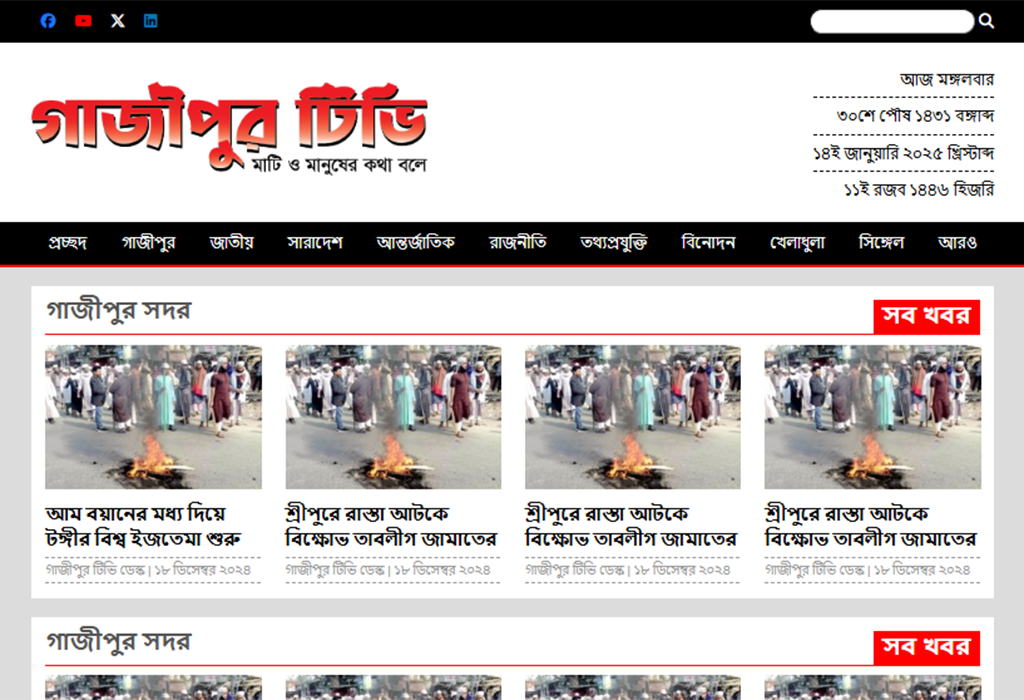 আজ মঙ্গলবার
৩০শে পৌষ ১৪৩১ বঙ্গাব্দ
১৪ই জানুয়ারি ২০২৫ খ্রিস্টাব্দ
১১ই রজব ১৪৪৬ হিজরি
গাজীপুর টিভি
মাটি ও মানুষের কথা বলে
প্রচ্ছদ গাজীপুর জাতীয় সারাদেশ আন্তর্জাতিক রাজনীতি তথ্যপ্রযুক্তি বিনোদন খেলাধুলা সিঙ্গেল আরও
গাজীপুর সদর
সব খবর
আম বয়ানের মধ্য দিয়ে
টঙ্গীর বিশ্ব ইজতেমা শুরু
গাজীপুর টিভি ডেস্ক | ১৮ ডিসেম্বর ২০২৪
শ্রীপুরে রাস্তা আটকে
বিক্ষোভ তাবলীগ জামাতের
গাজীপুর টিভি ডেস্ক | ১৮ ডিসেম্বর ২০২৪
শ্রীপুরে রাস্তা আটকে
বিক্ষোভ তাবলীগ জামাতের
গাজীপুর টিভি ডেস্ক | ১৮ ডিসেম্বর ২০২৪
শ্রীপুরে রাস্তা আটকে
বিক্ষোভ তাবলীগ জামাতের
গাজীপুর টিভি ডেস্ক | ১৮ ডিসেম্বর ২০২৪
গাজীপুর সদর
সব খবর